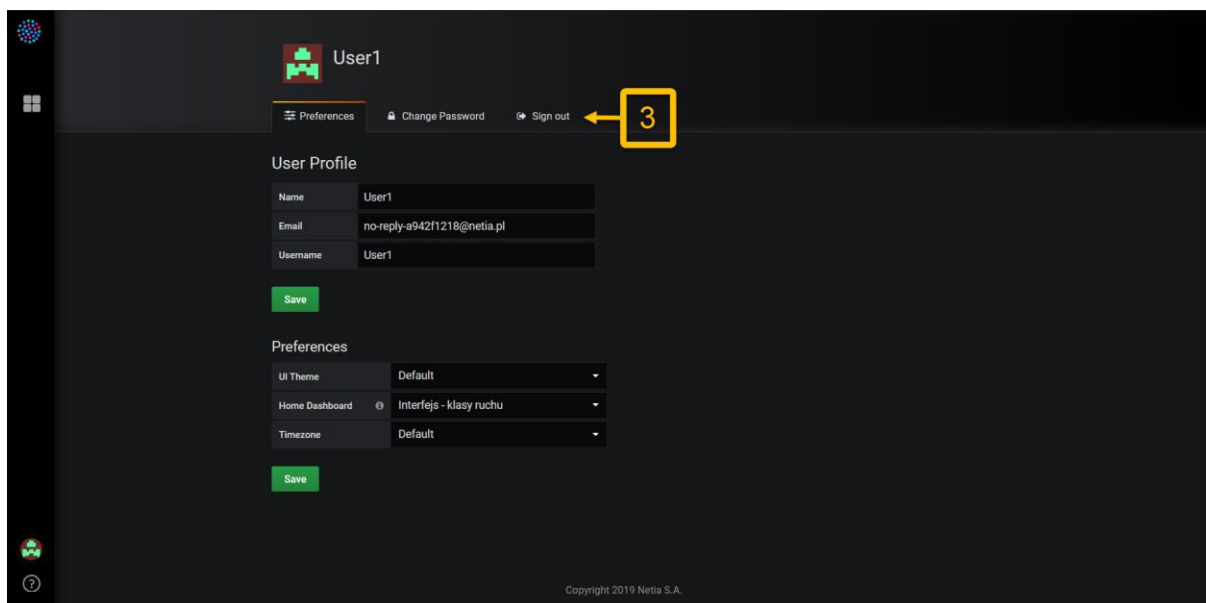 User1
Preferences Change Password Sign out 3
User Profile
Name User1
Email no-reply-a942f1218@netia.pl
Username User1
Save
Preferences
UI Theme Default
Home Dashboard Interfejs - klasy ruchu
Timezone Default
Save
Copyright 2019 Netia S.A.